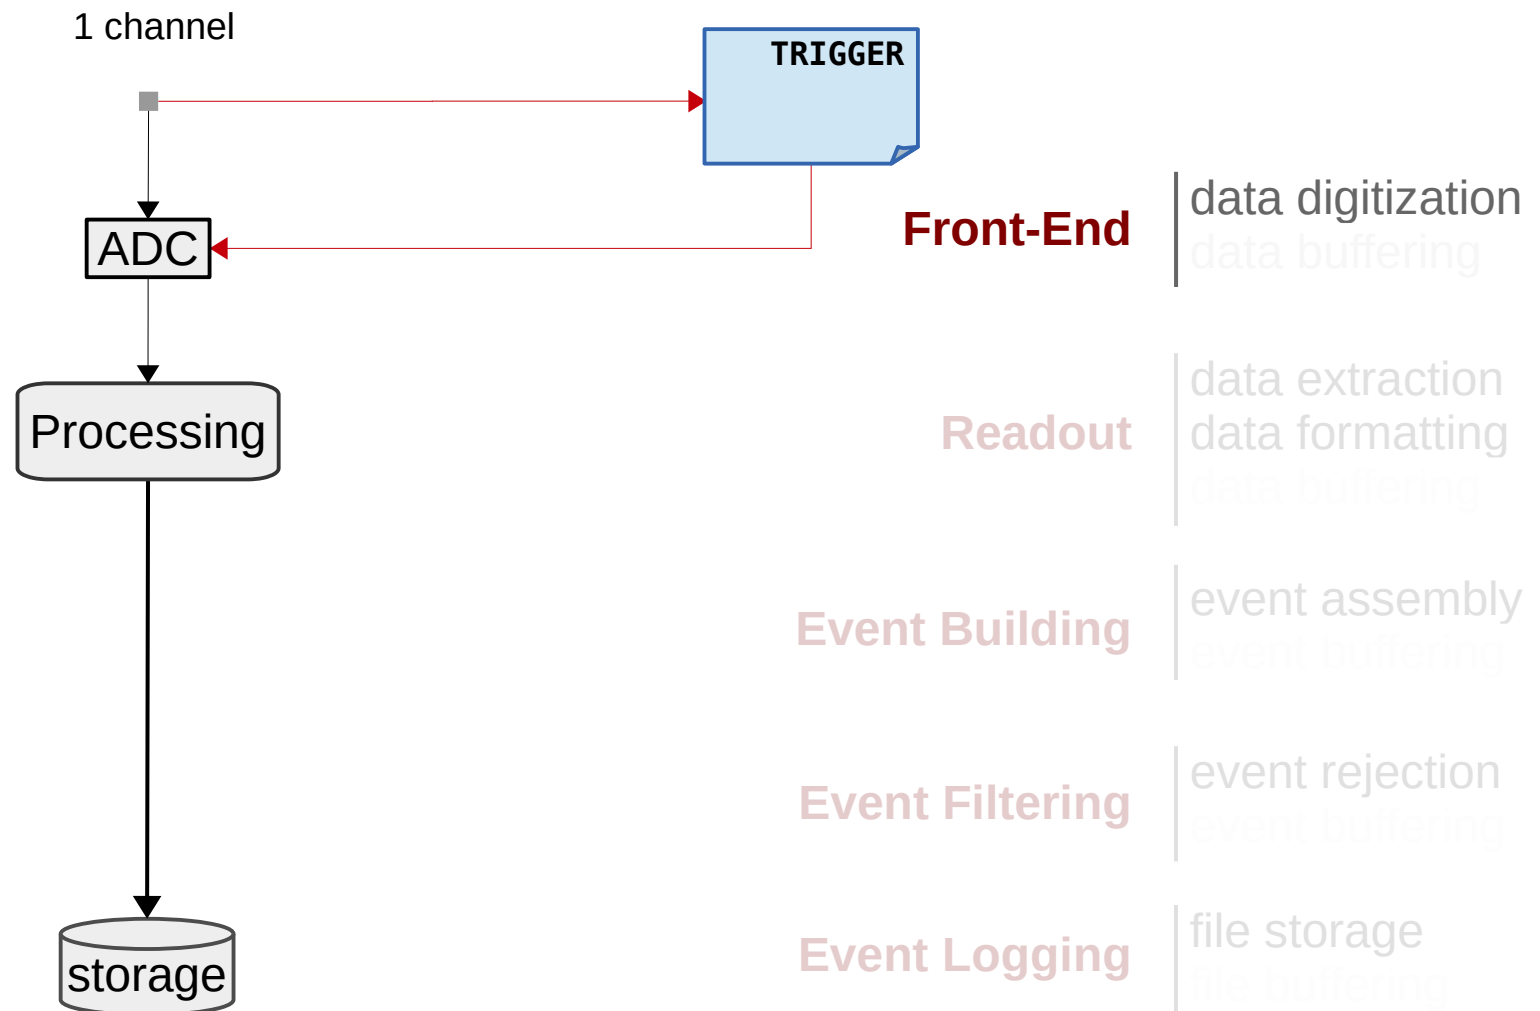 1 channel
TRIGGER
ADC
Processing
storage
Front-End
data digitization
data buffering
Readout
data extraction
data formatting
data buffering
Event Building
event assembly
event buffering
Event Filtering
event rejection
event buffering
Event Logging
file storage
file buffering